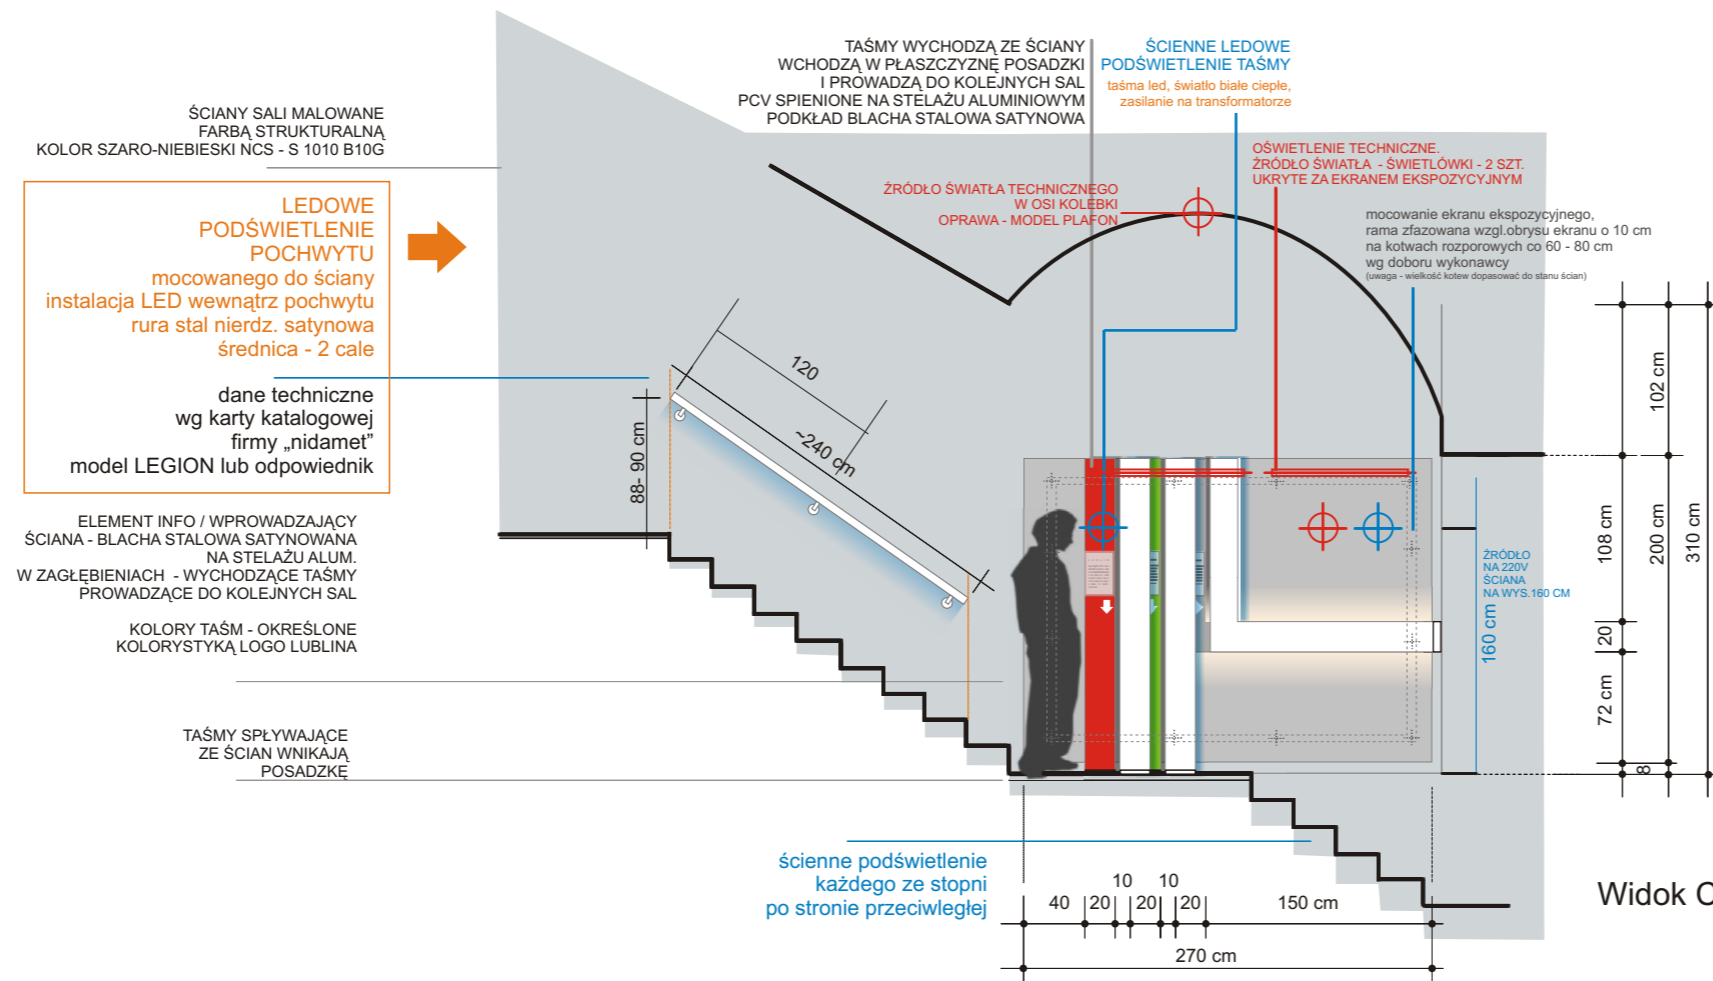 TAŚMY WYCHODZĄ ZE ŚCIANY
WCHODZĄ W PŁASZCZYZNĘ POSADZKI
I PROWADZĄ DO KOLEJNYCH SAL
PCV SPIENIONE NA STELAŻU ALUMINIOWYM
PODKŁAD BLACHA STALOWA SATYNOWA
ŚCIENNE LEDOWE
PODŚWIETLENIE TAŚMY
taśma led, światło białe ciepłe,
zasilanie na transformatorze
ŚCIANY SALI MALOWANE
FARBĄ STRUKTURALNĄ
KOLOR SZARO-NIEBIESKI NCS - S 1010 B10G
OŚWIETLENIE TECHNICZNE.
ŹRÓDŁO ŚWIATŁA - ŚWIETLÓWKI - 2 SZT.
UKRYTE ZA EKRANEM EKSPOZYCYJNYM
ŹRÓDŁO ŚWIATŁA TECHNICZNEGO
W OSI KOLEBKI
OPRAWA - MODEL PLAFON
mocowanie ekranu ekspozycyjnego,
rama zfazowana wzgl.obrysu ekranu o 10 cm
na kotwach rozporowych co 60 - 80 cm
wg doboru wykonawcy
(uwaga - wielkość kotew dopasować do stanu ścian)
LEDOWE
PODŚWIETLENIE
POCHWYTU
mocowanego do ściany
instalacja LED wewnątrz pochwytu
rura stal nierdz. satynowa
średnica - 2 cale
dane techniczne
wg karty katalogowej
firmy „nidamet”
model LEGION lub odpowiednik
120
~240 cm
88- 90 cm
102 cm
108 cm
200 cm
310 cm
20
72 cm
8
ŹRÓDŁO
NA 220V
ŚCIANA
NA WYS.160 CM
160 cm
ELEMENT INFO / WPROWADZAJĄCY
ŚCIANA - BLACHA STALOWA SATYNOWANA
NA STELAŻU ALUM.
W ZAGŁĘBIENIACH - WYCHODZĄCE TAŚMY
PROWADZĄCE DO KOLEJNYCH SAL
KOLORY TAŚM - OKREŚLONE
KOLORYSTYKĄ LOGO LUBLINA
TAŚMY SPŁYWAJĄCE
ZE ŚCIAN WNIKAJĄ
POSADZKĘ
ścienne podświetlenie
każdego ze stopni
po stronie przeciwległej
10 10
40 20 20 20 150 cm
270 cm
Widok C